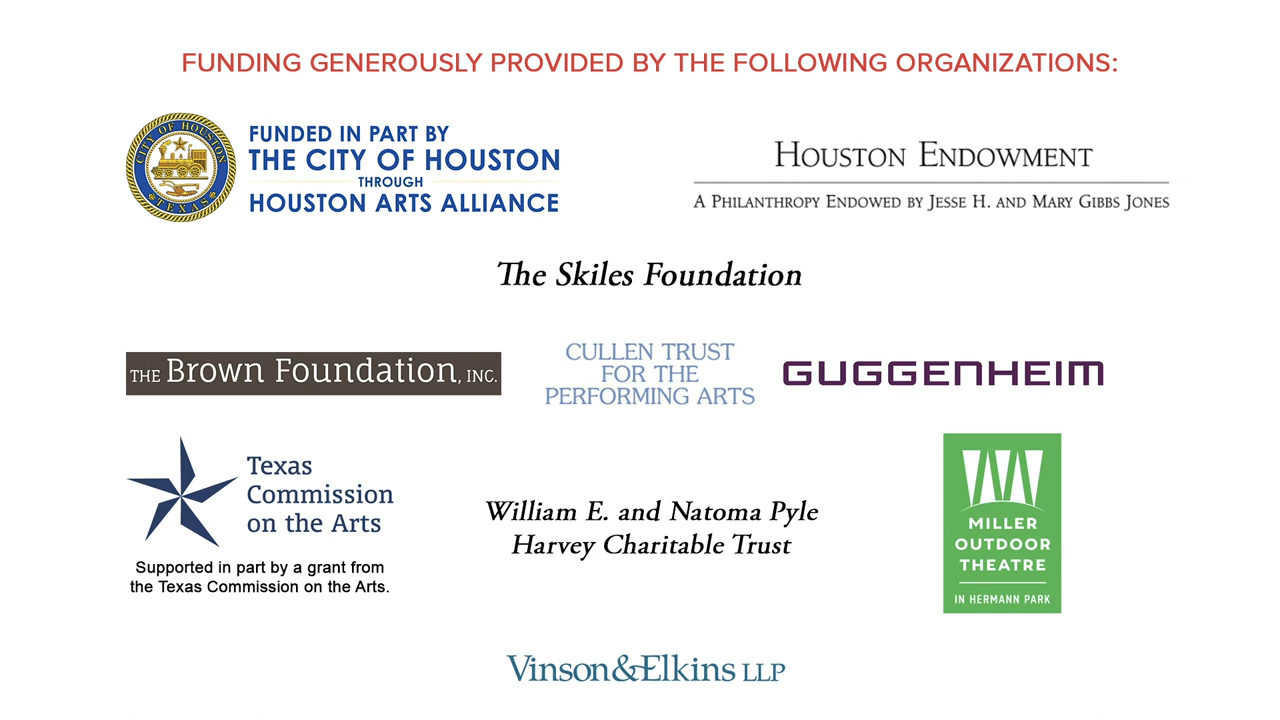 FUNDING GENEROUSLY PROVIDED BY THE FOLLOWING ORGANIZATIONS:
CITY OF HOUSTON
TEXAS
FUNDED IN PART BY
THE CITY OF HOUSTON
THROUGH
HOUSTON ARTS ALLIANCE
HOUSTON ENDOWMENT
A PHILANTHROPY ENDOWED BY JESSE H. AND MARY GIBBS JONES
The Skiles Foundation
THE Brown Foundation, INC.
CULLEN TRUST
FOR THE
PERFORMING ARTS
GUGGENHEIM
Texas
Commission
on the Arts
Supported in part by a grant from
the Texas Commission on the Arts.
William E. and Natoma Pyle
Harvey Charitable Trust
MILLER
OUTDOOR
THEATRE
IN HERMANN PARK
Vinson&Elkins LLP